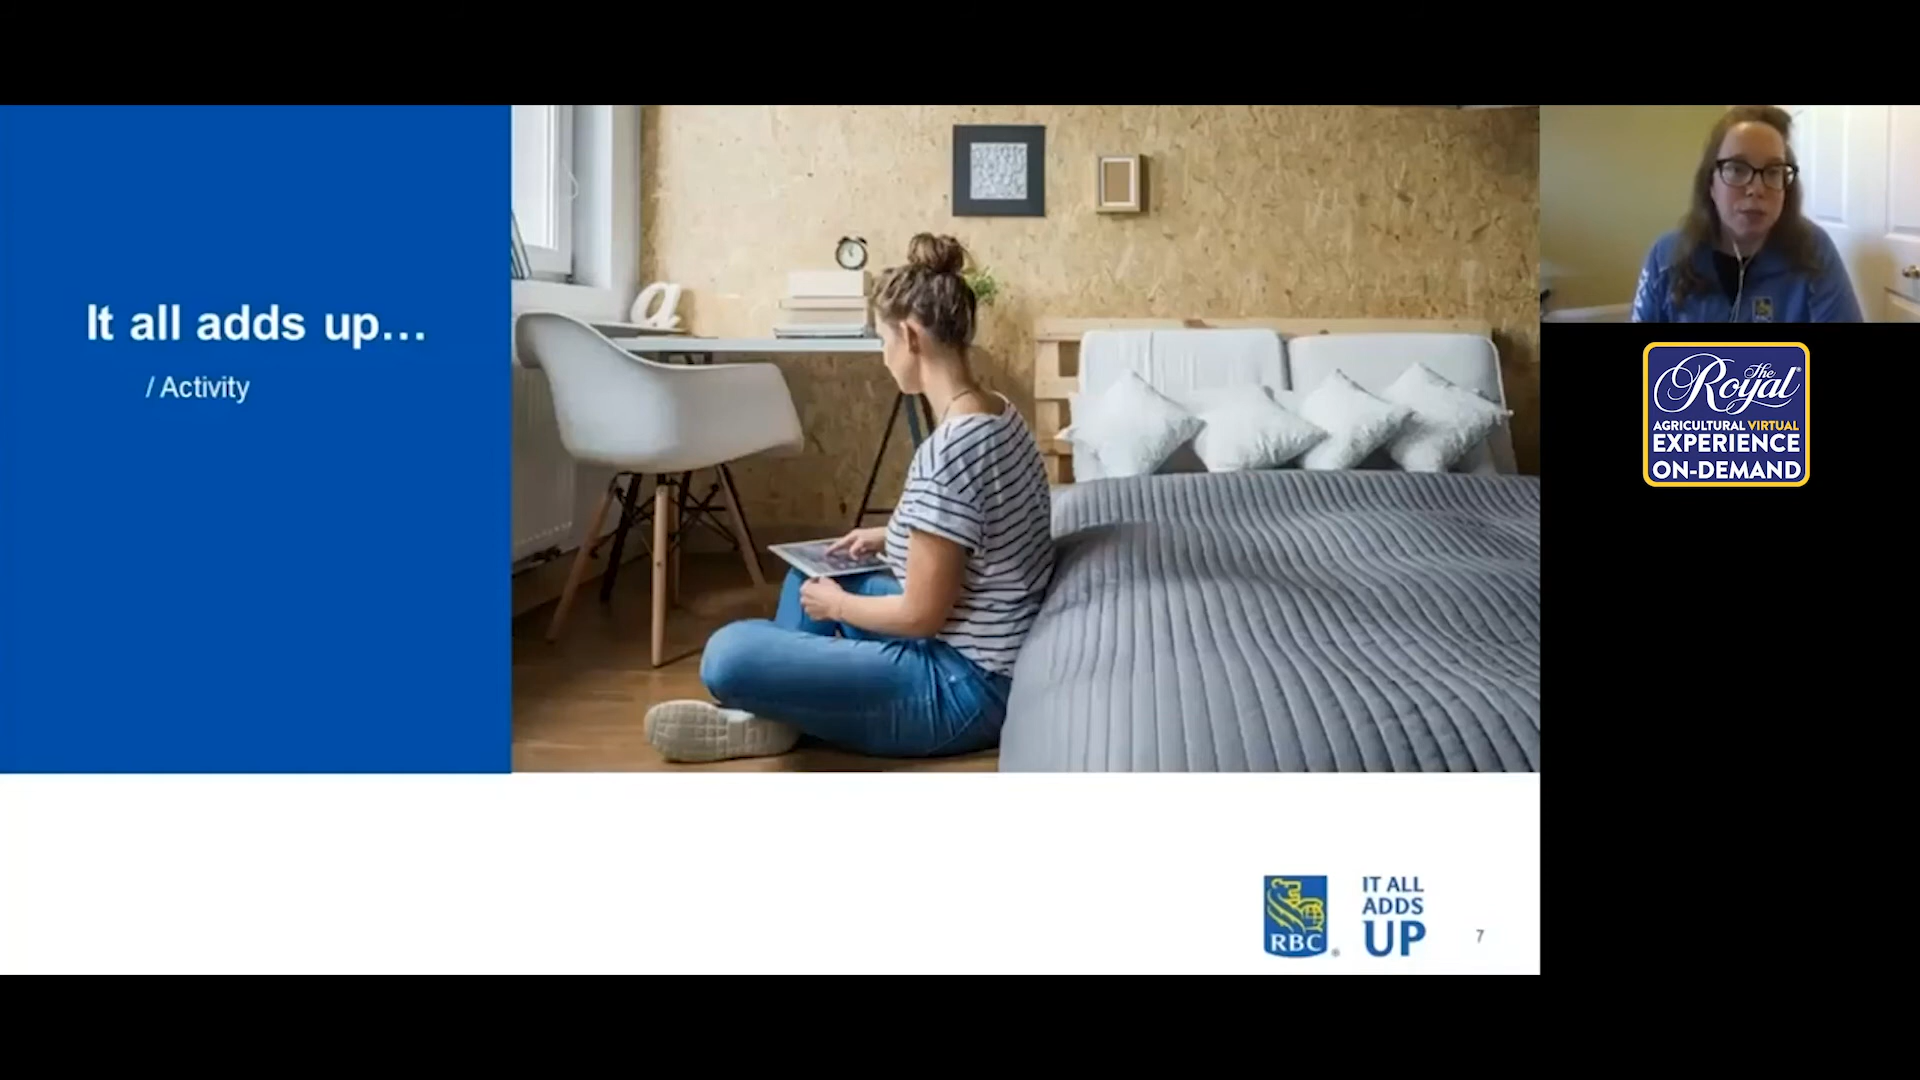 It all adds up...
/ Activity
RBC
®
IT ALL
ADDS
UP
7
The
Royal
AGRICULTURAL VIRTUAL
EXPERIENCE
ON-DEMAND